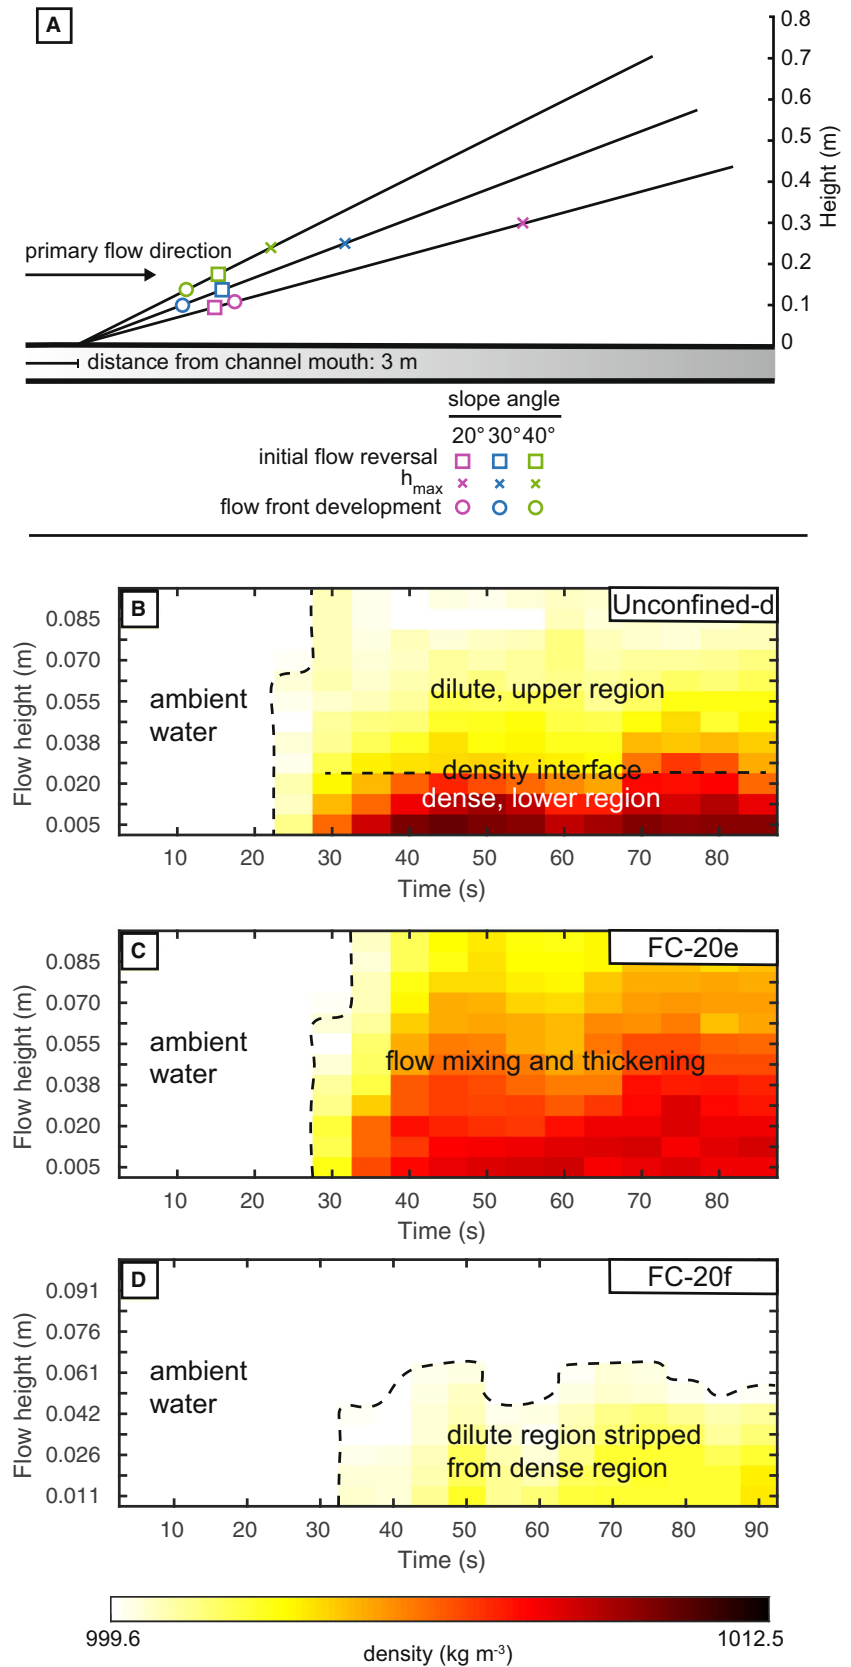 A
0.8
0.7
0.6
0.5
0.4
0.3
0.2
0.1
0
Height (m)
primary flow direction
distance from channel mouth: 3 m
slope angle
20° 30° 40°
initial flow reversal
hmax
flow front development
B
Unconfined-d
0.085
0.070
0.055
0.038
0.020
0.005
Flow height (m)
ambient
water
dilute, upper region
density interface
dense, lower region
10 20 30 40 50 60 70 80
Time (s)
C
FC-20e
0.085
0.070
0.055
0.038
0.020
0.005
Flow height (m)
ambient
water
flow mixing and thickening
10 20 30 40 50 60 70 80
Time (s)
D
FC-20f
0.091
0.076
0.061
0.042
0.026
0.011
Flow height (m)
ambient
water
dilute region stripped
from dense region
10 20 30 40 50 60 70 80 90
Time (s)
999.6
1012.5
density (kg m⁻³)